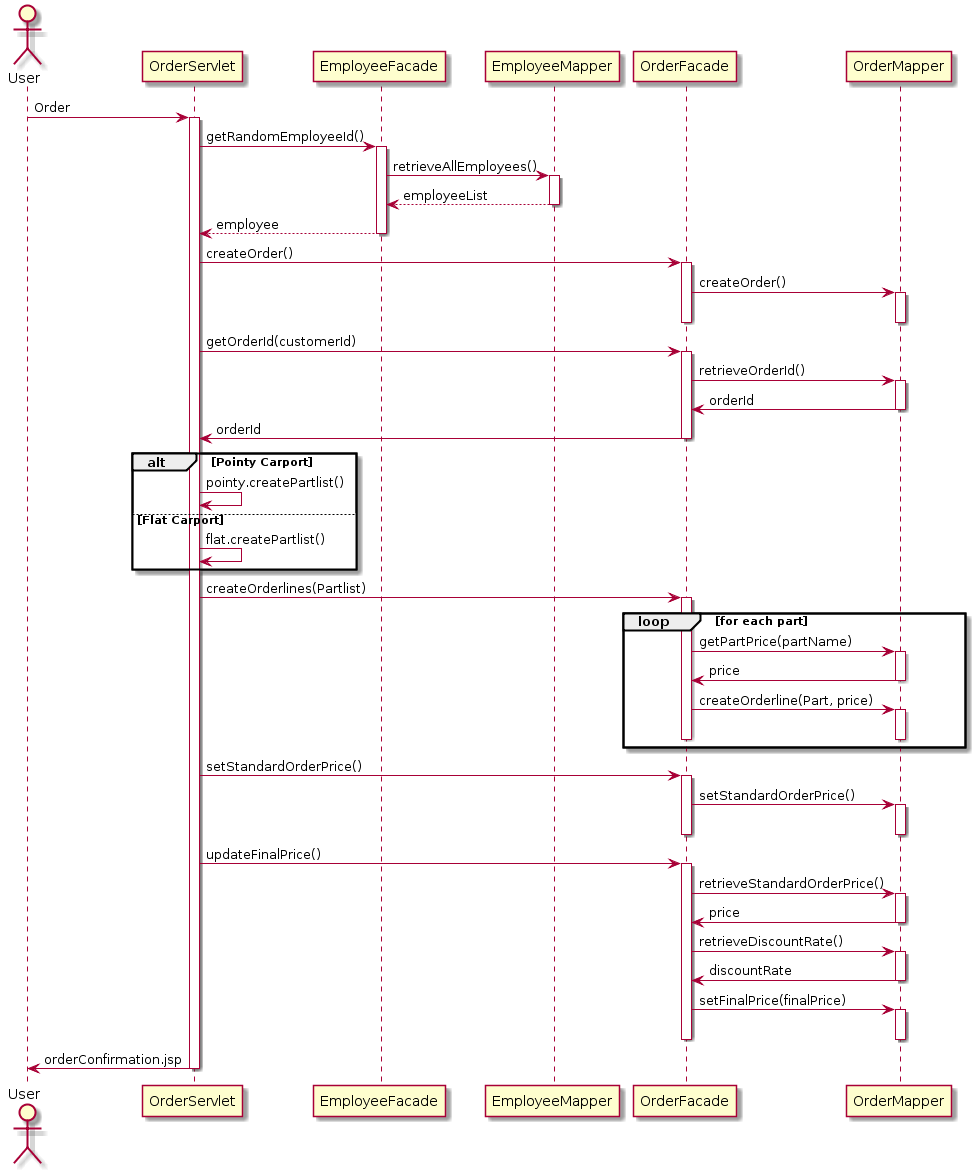 User
OrderServlet
EmployeeFacade
EmployeeMapper
OrderFacade
OrderMapper
Order
getRandomEmployeeId()
retrieveAllEmployees()
employeeList
employee
createOrder()
createOrder()
getOrderId(customerId)
retrieveOrderId()
orderId
orderId
alt
[Pointy Carport]
pointy.createPartlist()
[Flat Carport]
flat.createPartlist()
createOrderlines(Partlist)
loop
[for each part]
getPartPrice(partName)
price
createOrderline(Part, price)
setStandardOrderPrice()
setStandardOrderPrice()
updateFinalPrice()
retrieveStandardOrderPrice()
price
retrieveDiscountRate()
discountRate
setFinalPrice(finalPrice)
orderConfirmation.jsp
User
OrderServlet
EmployeeFacade
EmployeeMapper
OrderFacade
OrderMapper